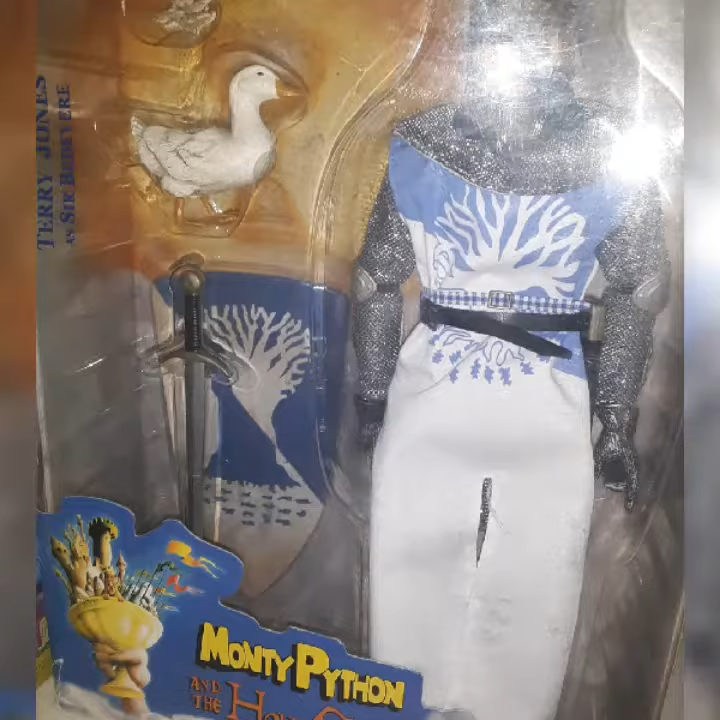 TERRY JONES
AS SIR BEDEVERE
MONTY PYTHON
AND
THE